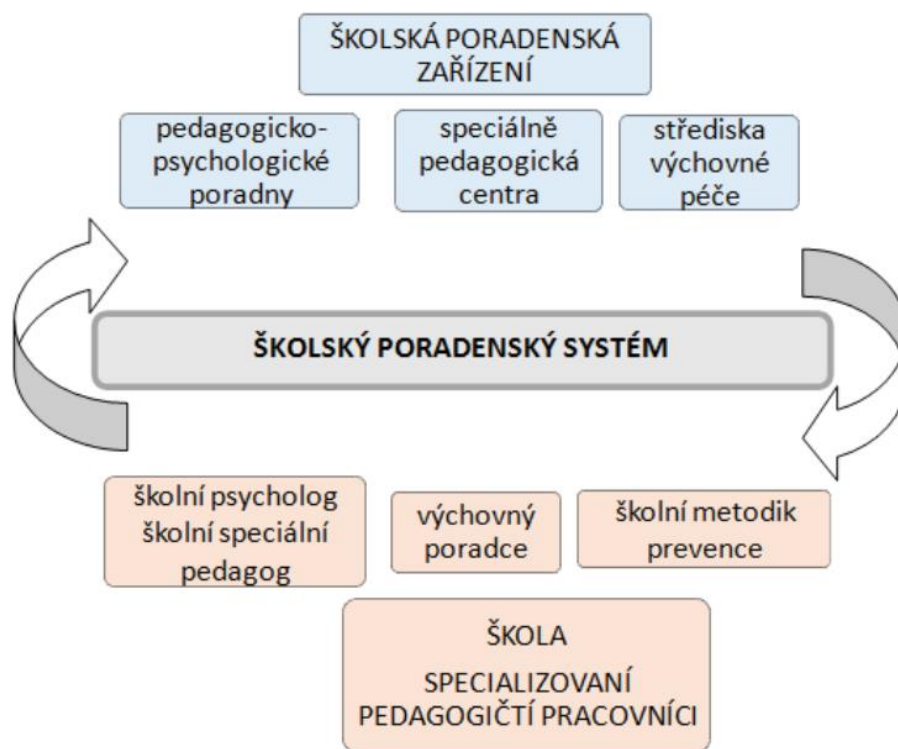 ŠKOLSKÁ PORADENSKÁ
ZAŘÍZENÍ
pedagogicko-
psychologické
poradny
speciálně
pedagogická
centra
střediska
výchovné
péče
ŠKOLSKÝ PORADENSKÝ SYSTÉM
školní psycholog
školní speciální
pedagog
výchovný
poradce
školní metodik
prevence
ŠKOLA
SPECIALIZOVANÍ
PEDAGOGIČTÍ PRACOVNÍCI